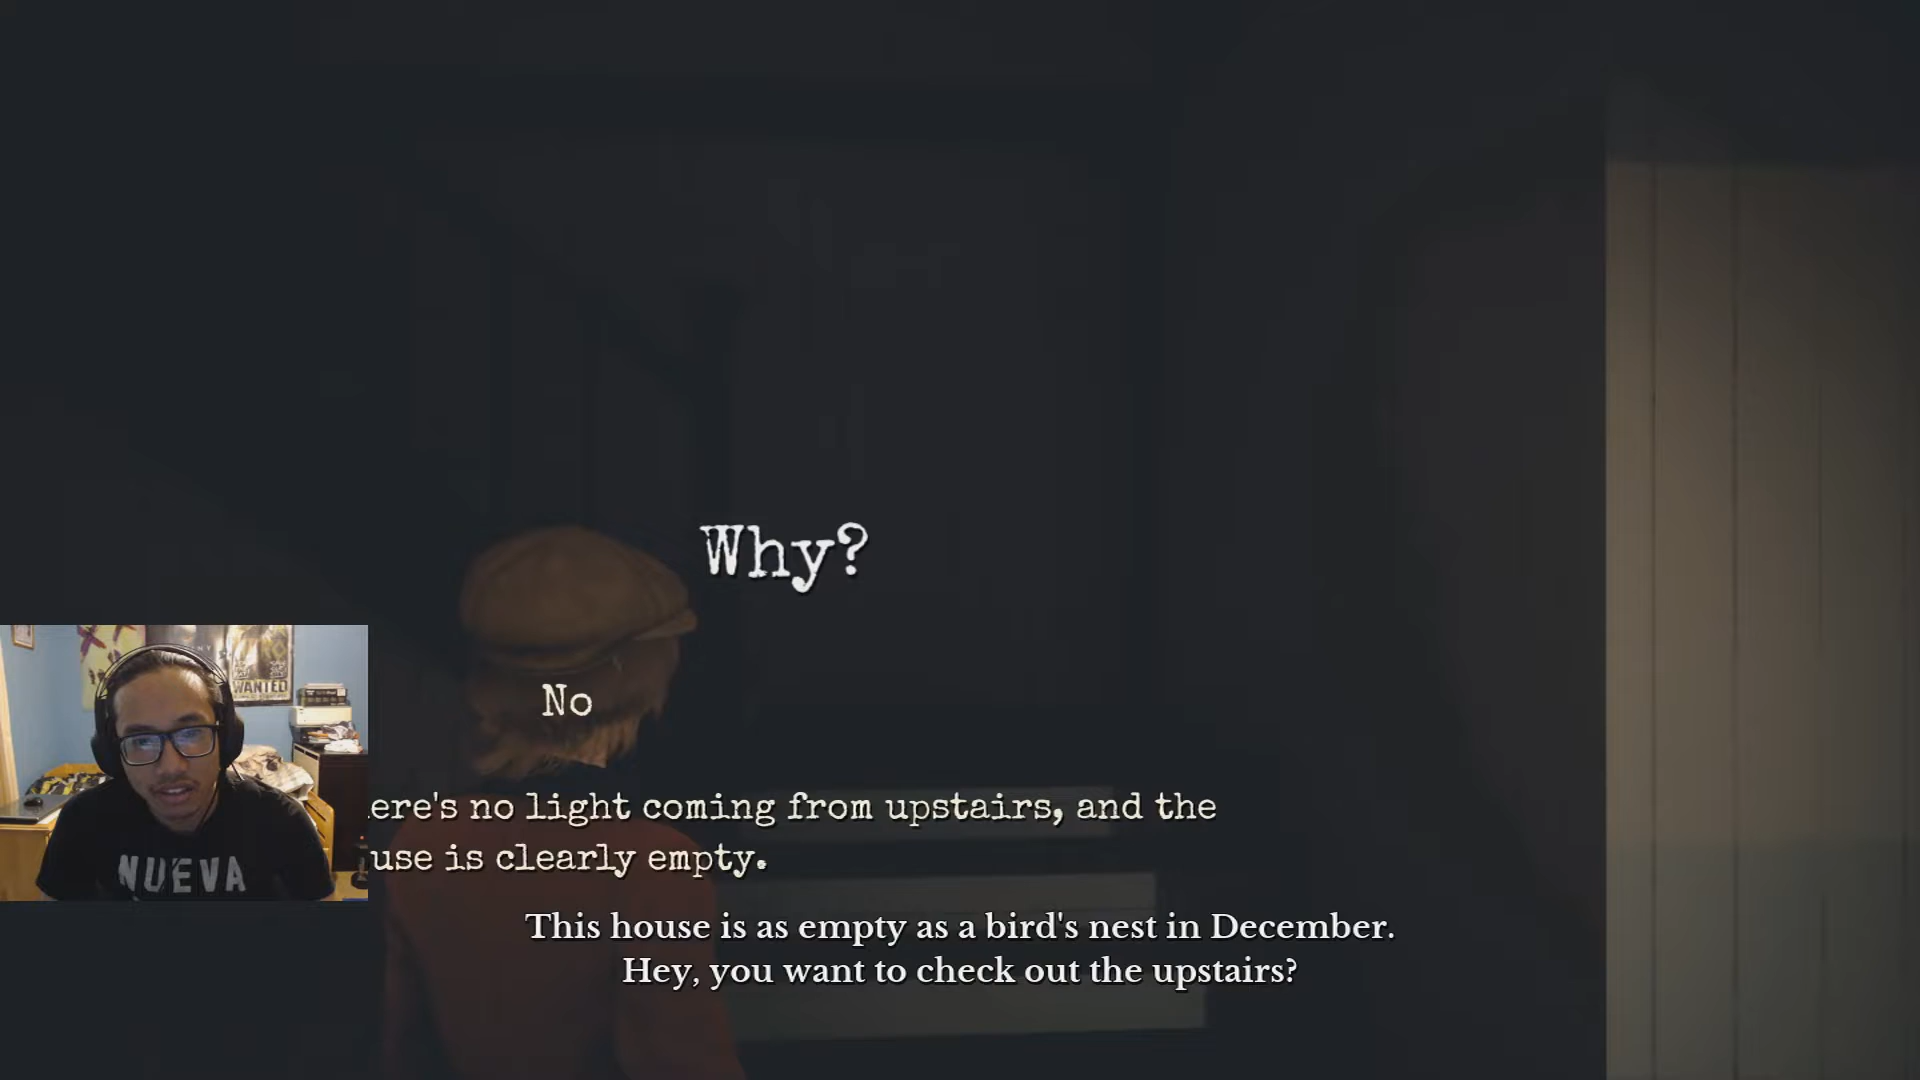 Why?
No
ere's no light coming from upstairs, and the
use is clearly empty.
This house is as empty as a bird's nest in December.
Hey, you want to check out the upstairs?
WANTED
NUEVA